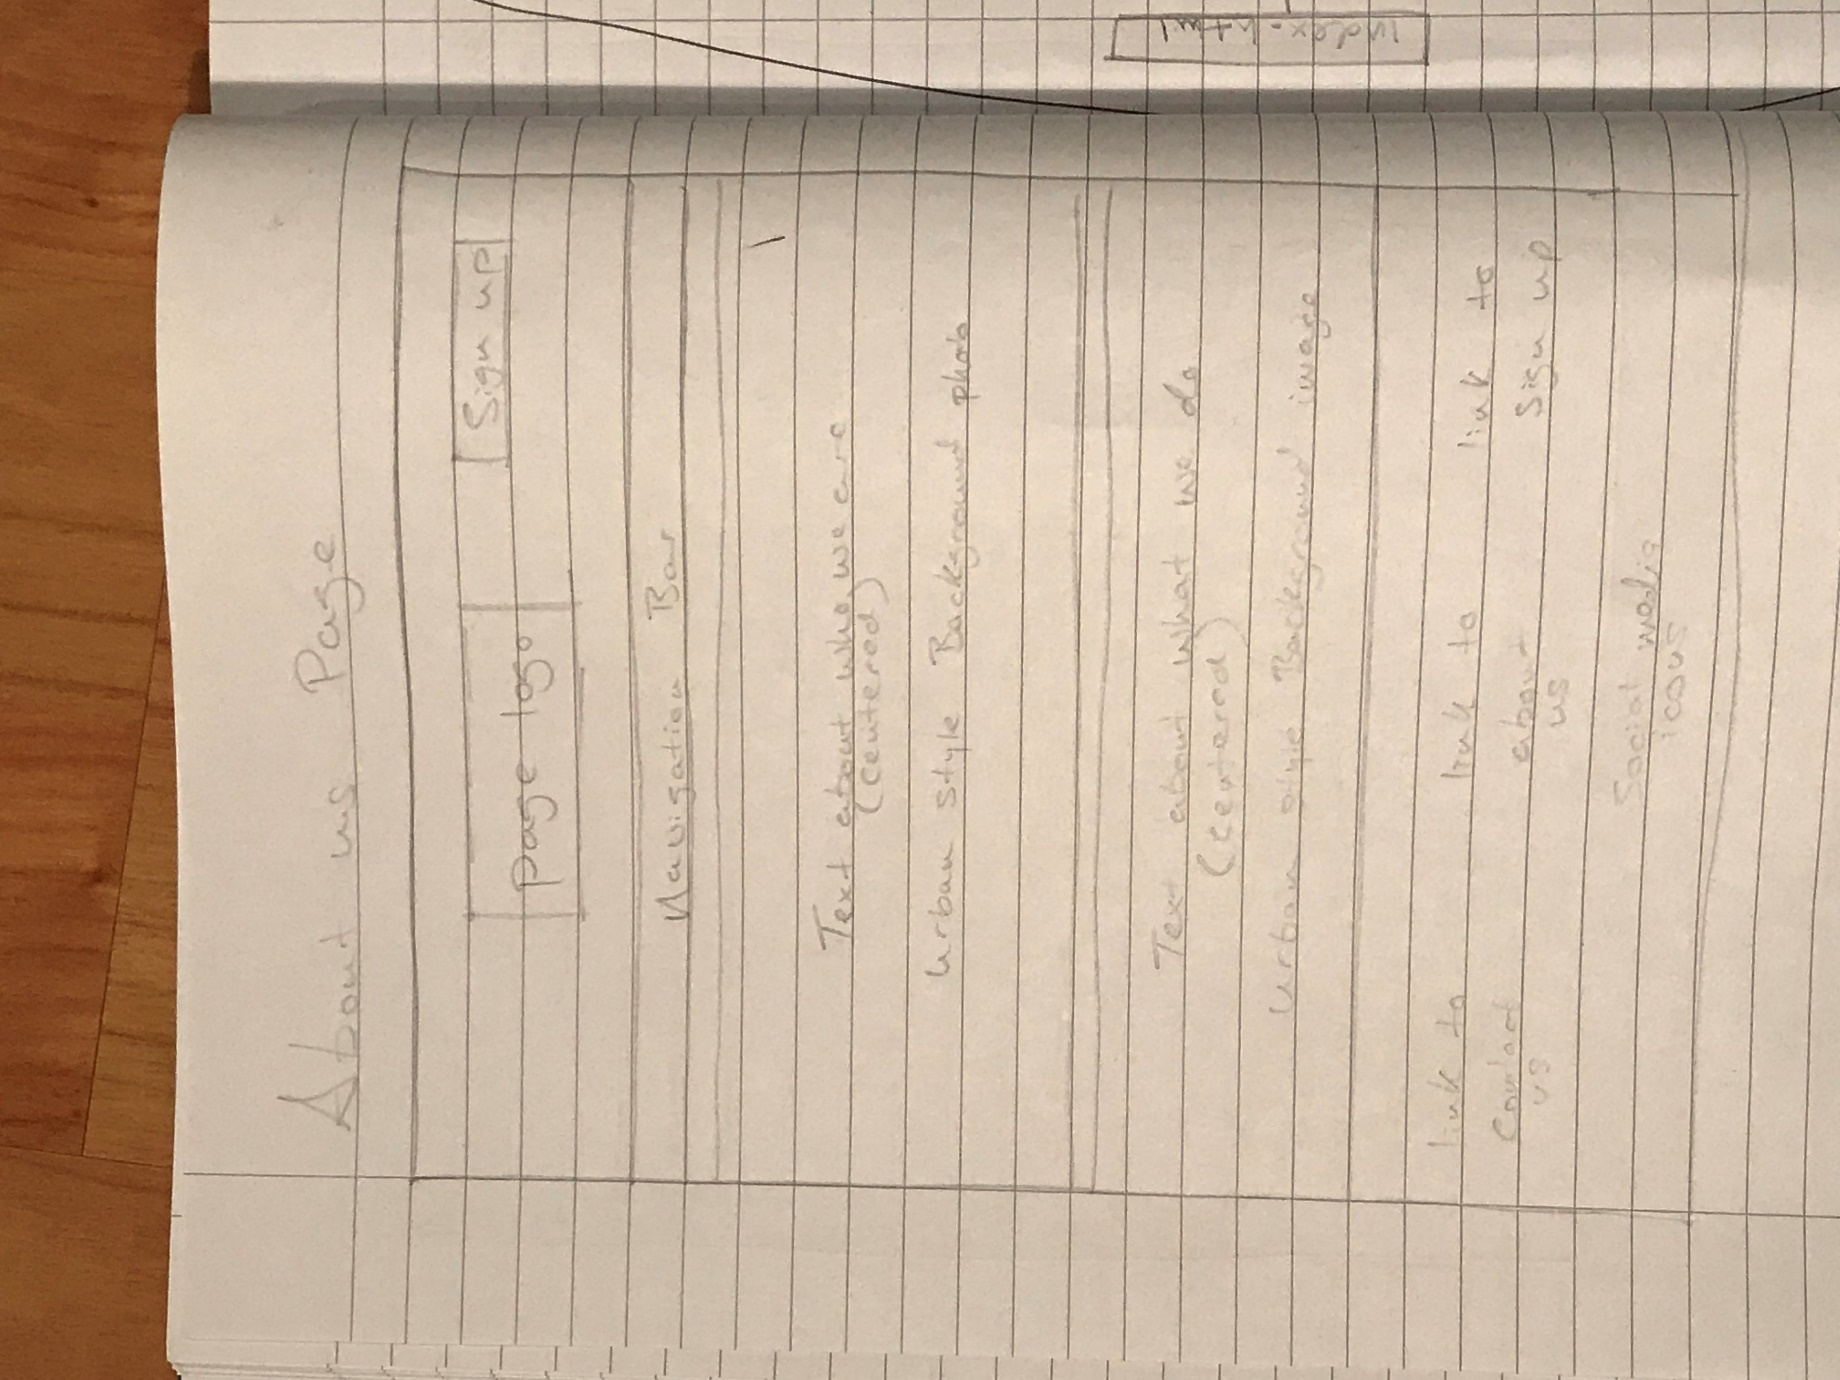 index.html
About us Page
page logo
Sign up
Navigation Bar
Text about who we are
(centered)
urban style Background photo
Text about what we do
(centered)
urban style Background image
link to
contact
us
link to
about
us
link to
Sign up
Social media
icons